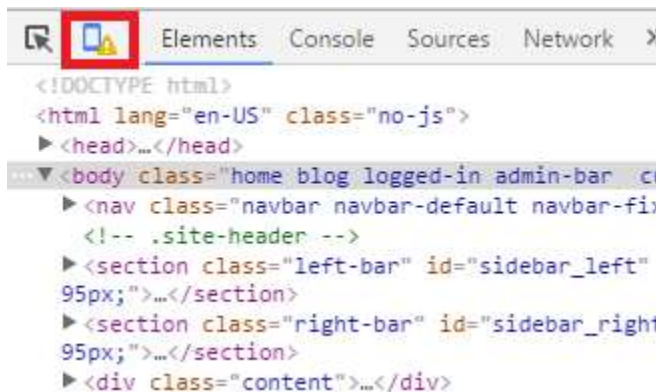 Elements Console Sources Network
<!DOCTYPE html>
<html lang="en-US" class="no-js">
▶<head>…</head>
…▼<body class="home blog logged-in admin-bar
▶<nav class="navbar navbar-default navbar-fix
<!-- .site-header -->
▶<section class="left-bar" id="sidebar_left"
95px;">…</section>
▶<section class="right-bar" id="sidebar_right
95px;">…</section>
▶<div class="content">…</div>